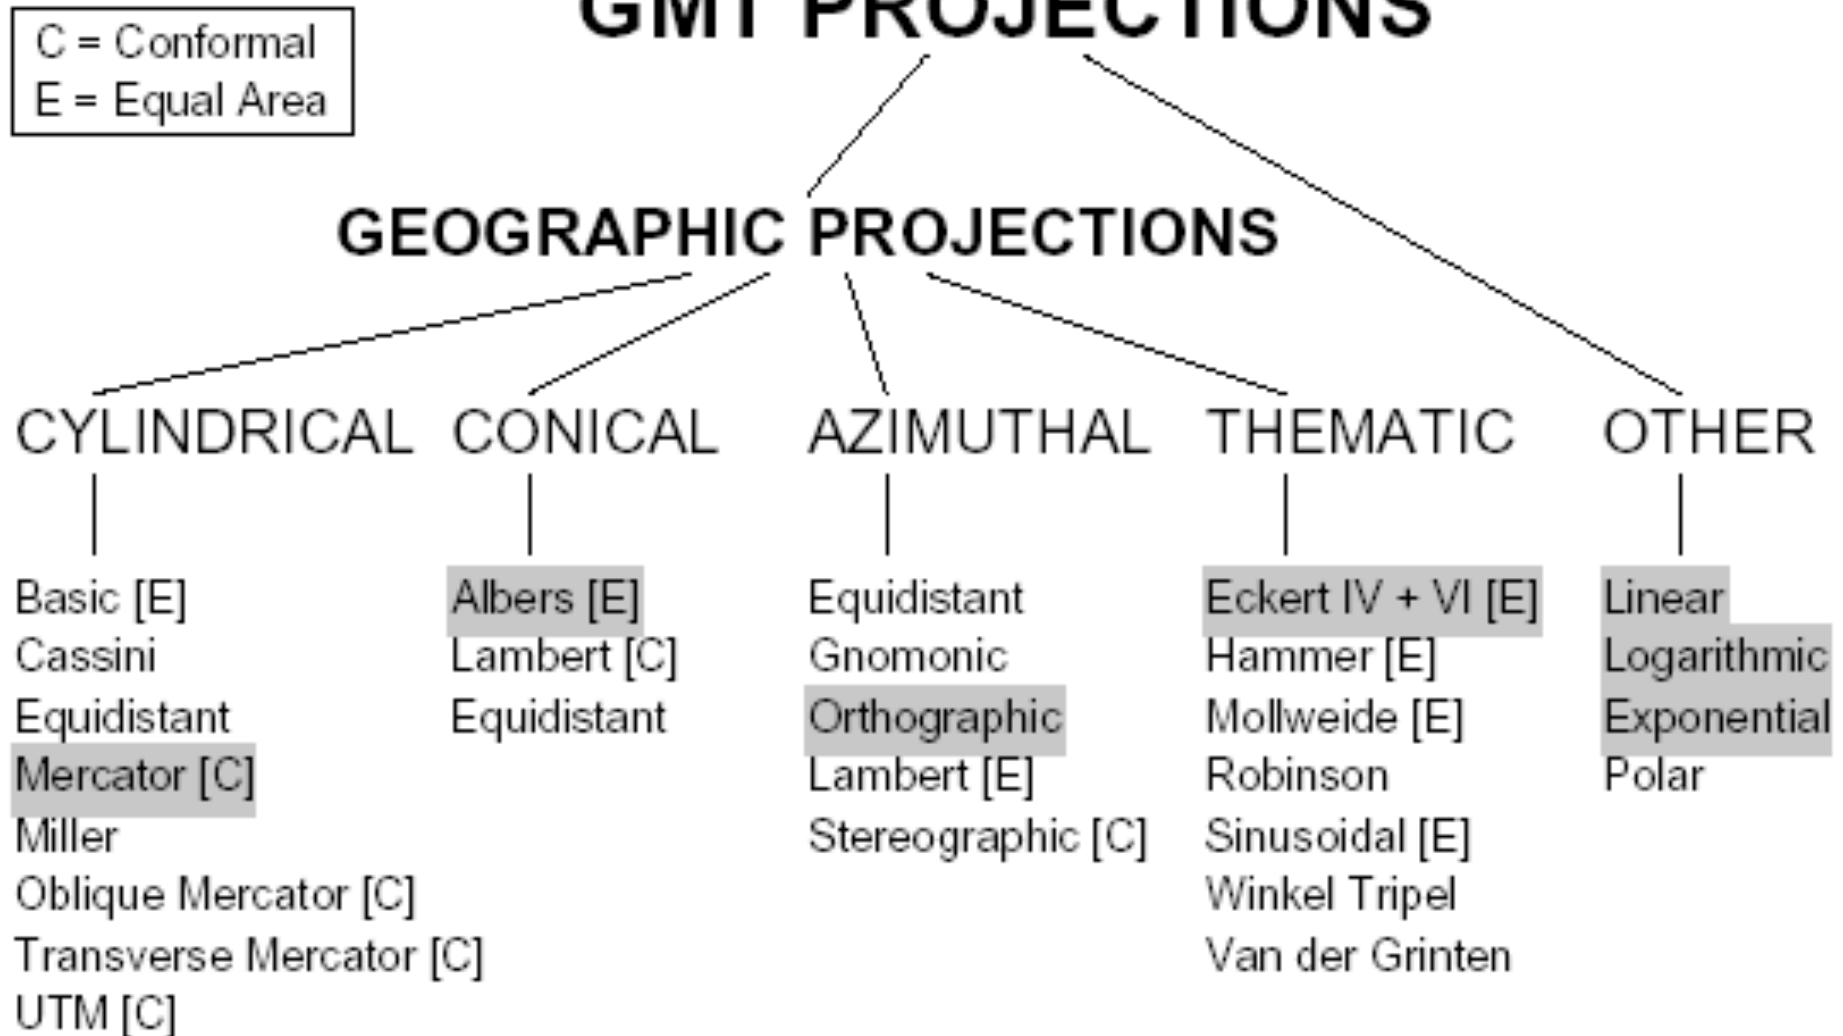 GMT PROJECTIONS
C = Conformal
E = Equal Area
GEOGRAPHIC PROJECTIONS
CYLINDRICAL
Basic [E]
Cassini
Equidistant
Mercator [C]
Miller
Oblique Mercator [C]
Transverse Mercator [C]
UTM [C]
CONICAL
Albers [E]
Lambert [C]
Equidistant
AZIMUTHAL
Equidistant
Gnomonic
Orthographic
Lambert [E]
Stereographic [C]
THEMATIC
Eckert IV + VI [E]
Hammer [E]
Mollweide [E]
Robinson
Sinusoidal [E]
Winkel Tripel
Van der Grinten
OTHER
Linear
Logarithmic
Exponential
Polar